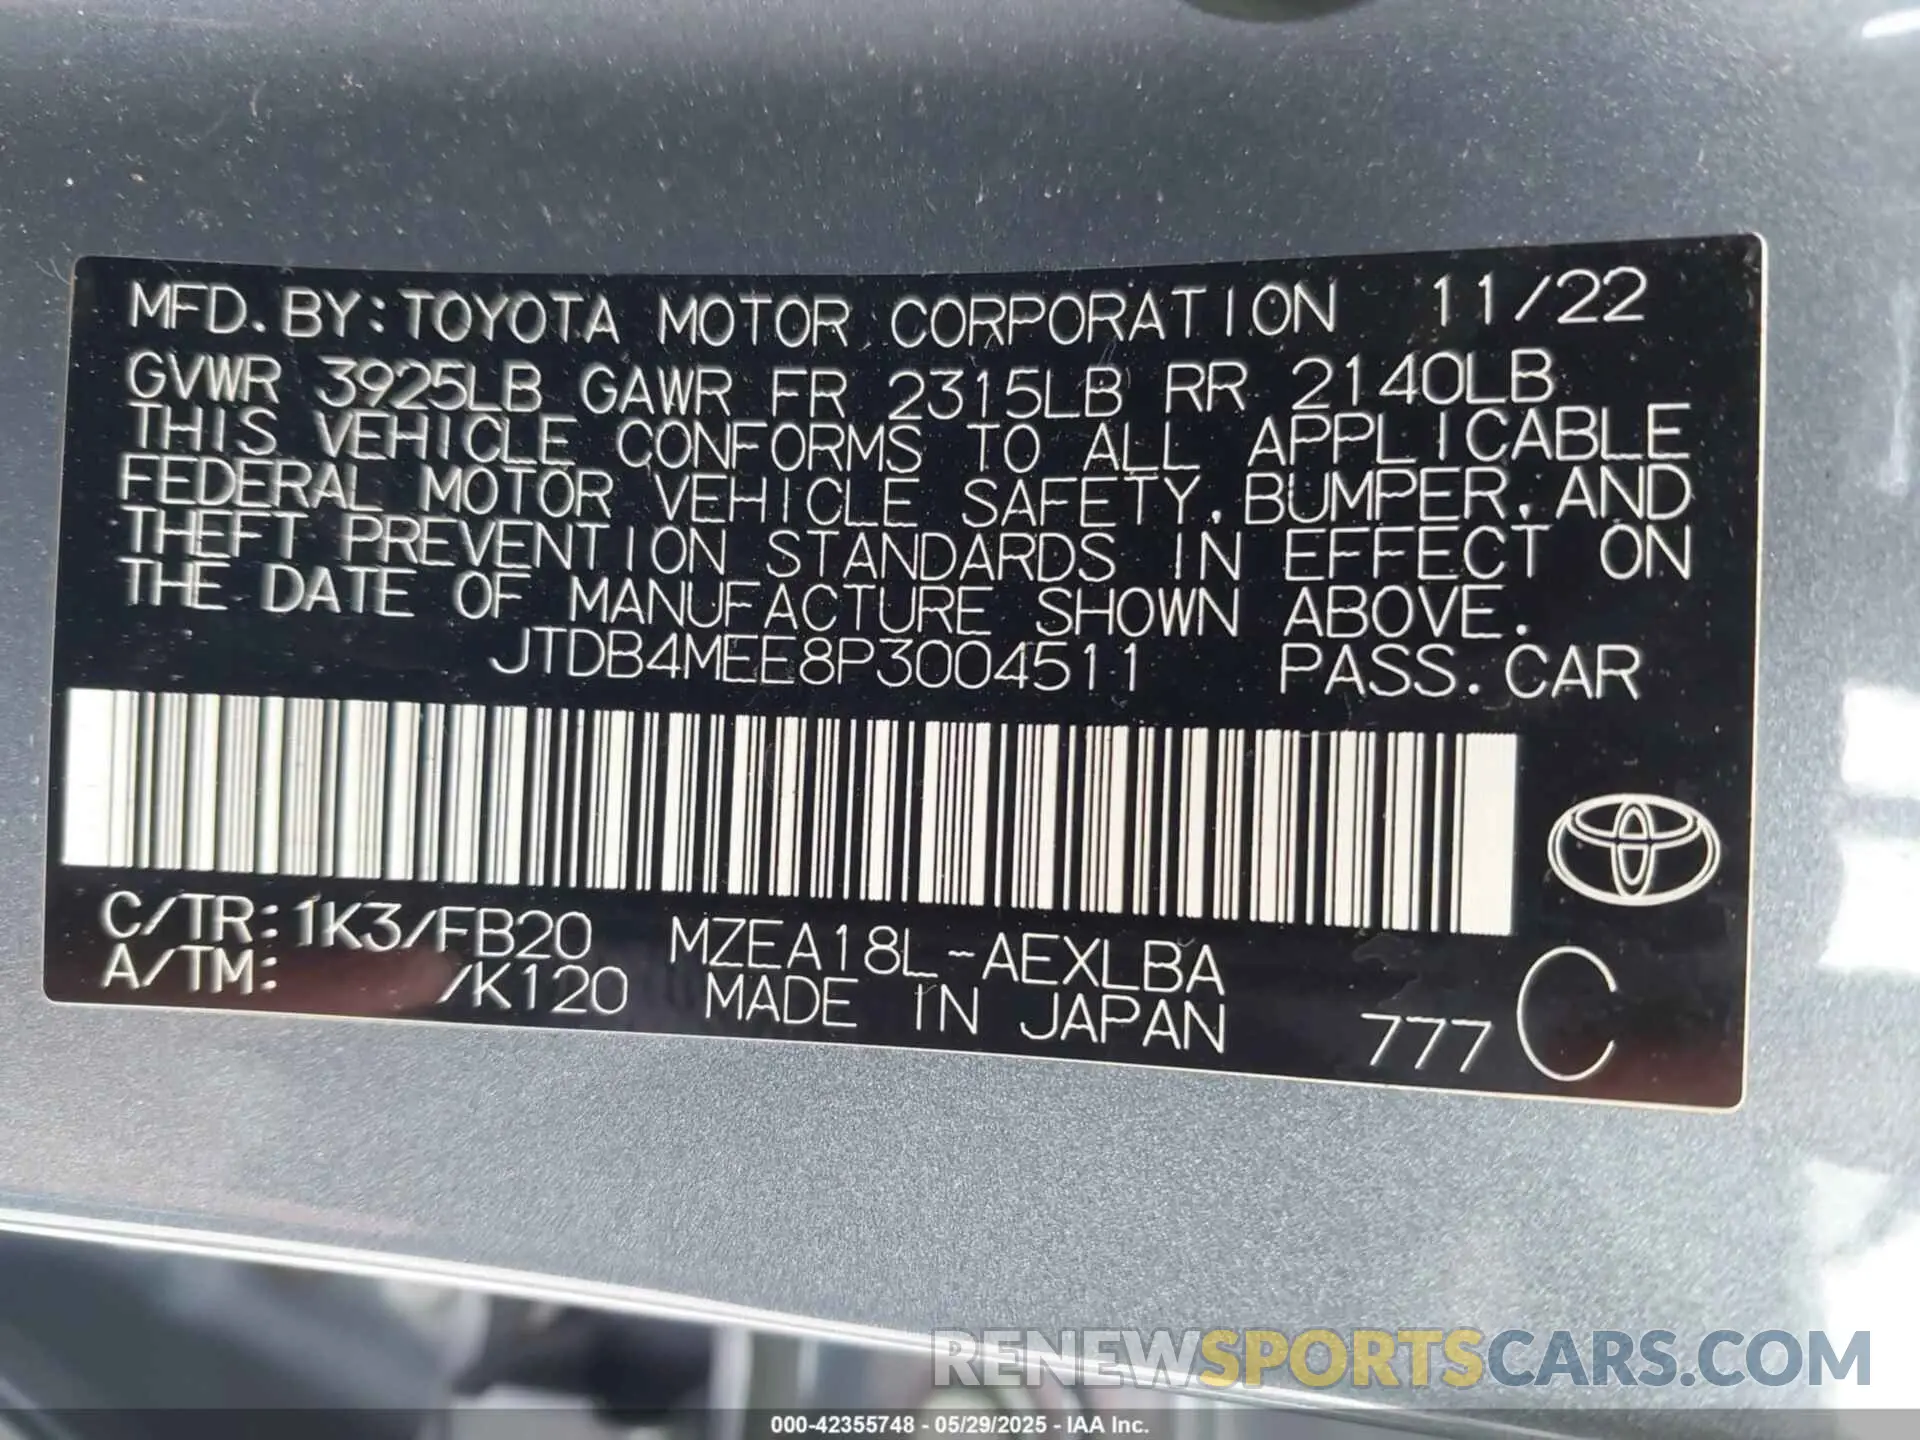 MFD. BY: TOYOTA MOTOR CORPORATION 11/22
GVWR 3925LB GAWR FR 2315LB RR 2140LB
THIS VEHICLE CONFORMS TO ALL APPLICABLE
FEDERAL MOTOR VEHICLE SAFETY, BUMPER, AND
THEFT PREVENTION STANDARDS IN EFFECT ON
THE DATE OF MANUFACTURE SHOWN ABOVE.
JTDB4MEE8P3004511 PASS. CAR
C/TR: 1K3/FB20 MZEA18L-AEXLBA
A/TM: /K120 MADE IN JAPAN 777 C
RENEWSPORTSCARS.COM
000-42355748 - 05/29/2025 - IAA Inc.